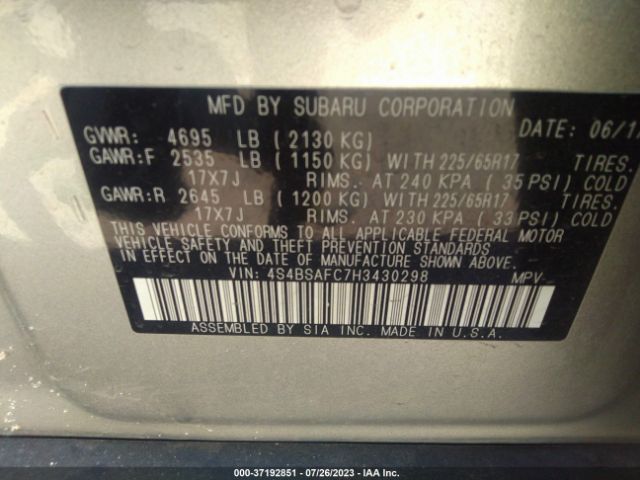 MFD BY SUBARU CORPORATION
DATE: 06/1
GVWR: 4695 LB ( 2130 KG)
GAWR:F 2535 LB ( 1150 KG) WITH 225/65R17 TIRES.
17X7J RIMS. AT 240 KPA ( 35 PSI) COLD
GAWR:R 2645 LB ( 1200 KG) WITH 225/65R17 TIRES.
17X7J RIMS. AT 230 KPA ( 33 PSI) COLD
THIS VEHICLE CONFORMS TO ALL APPLICABLE FEDERAL MOTOR
VEHICLE SAFETY AND THEFT PREVENTION STANDARDS
IN EFFECT ON THE DATE OF MANUFACTURE SHOWN ABOVE.
VIN: 4S4BSAFC7H3430298 MPV
ASSEMBLED BY SIA INC. MADE IN U.S.A.
000-37192851 | 07/26/2023 | IAA Inc.